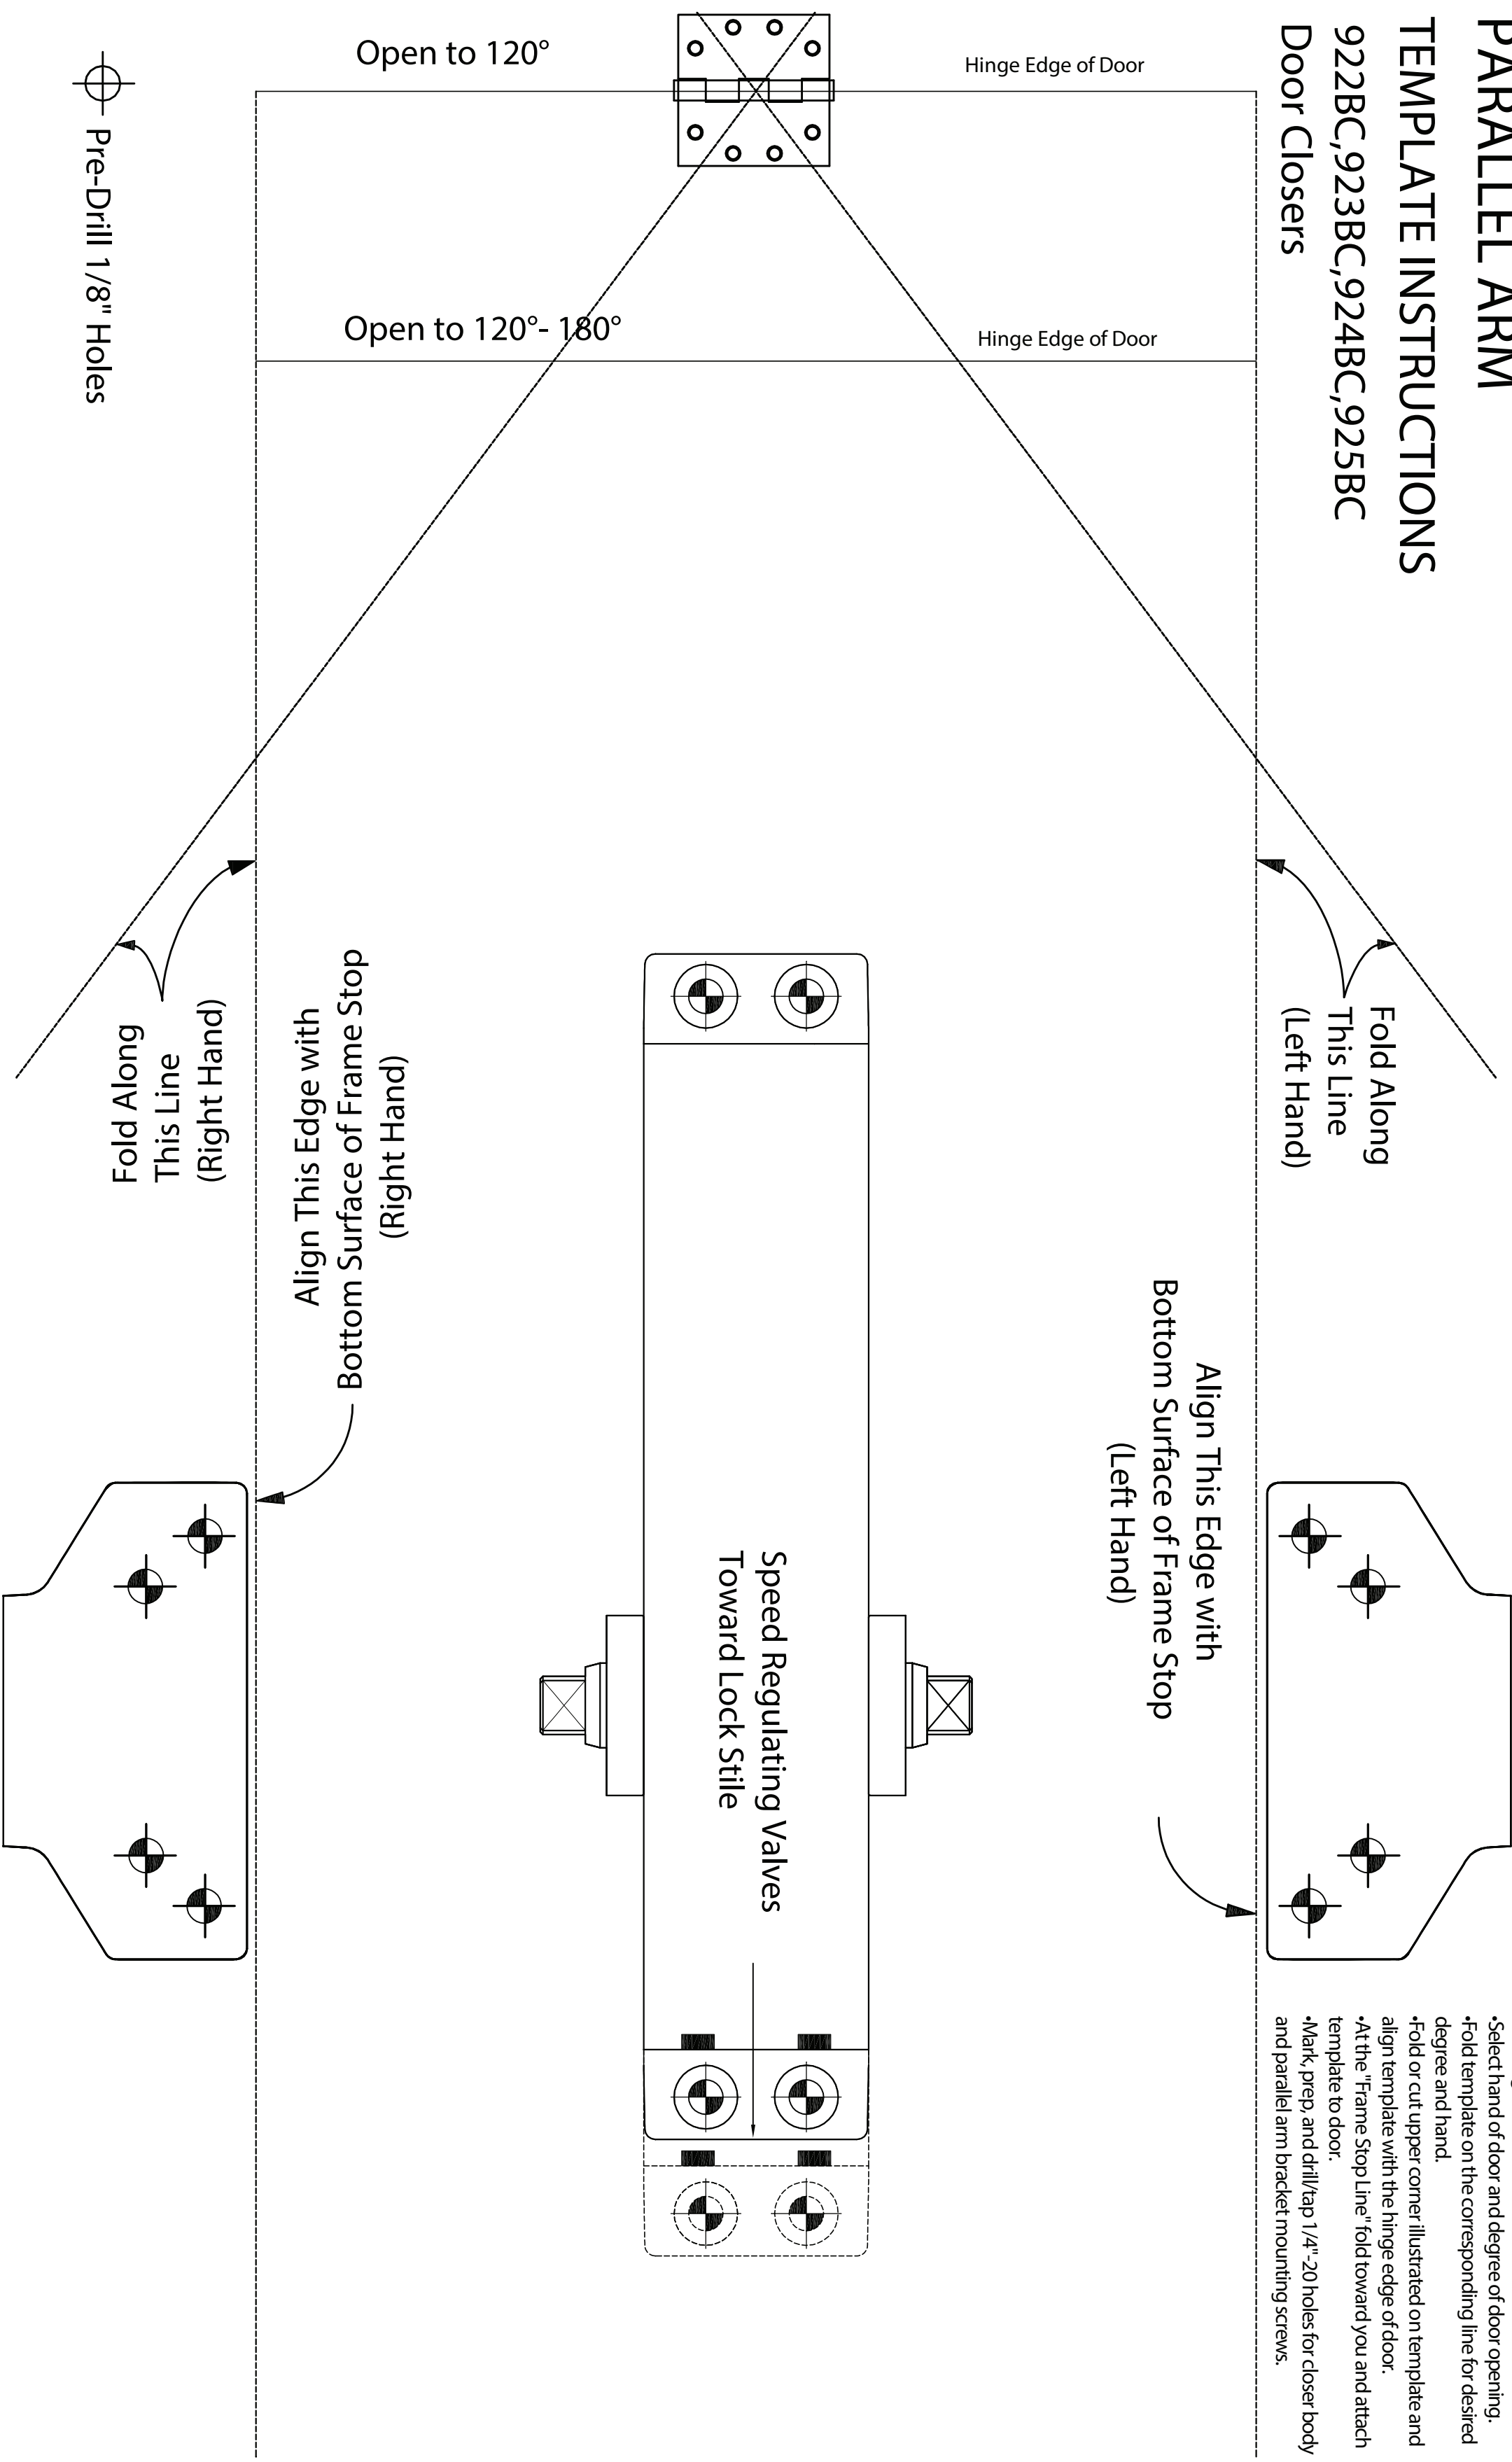 PARALLEL ARM
TEMPLATE INSTRUCTIONS
922BC,923BC,924BC,925BC
Door Closers
•Select hand of door and degree of door opening.
•Fold template on the corresponding line for desired
degree and hand.
•Fold or cut upper corner illustrated on template and
align template with the hinge edge of door.
•At the "Frame Stop Line" fold toward you and attach
template to door.
•Mark, prep, and drill/tap 1/4"-20 holes for closer body
and parallel arm bracket mounting screws.
Open to 120°
Hinge Edge of Door
Open to 120°- 180°
Hinge Edge of Door
Fold Along
This Line
(Left Hand)
Align This Edge with
Bottom Surface of Frame Stop
(Left Hand)
Speed Regulating Valves
Toward Lock Stile
Align This Edge with
Bottom Surface of Frame Stop
(Right Hand)
Fold Along
This Line
(Right Hand)
Pre-Drill 1/8" Holes